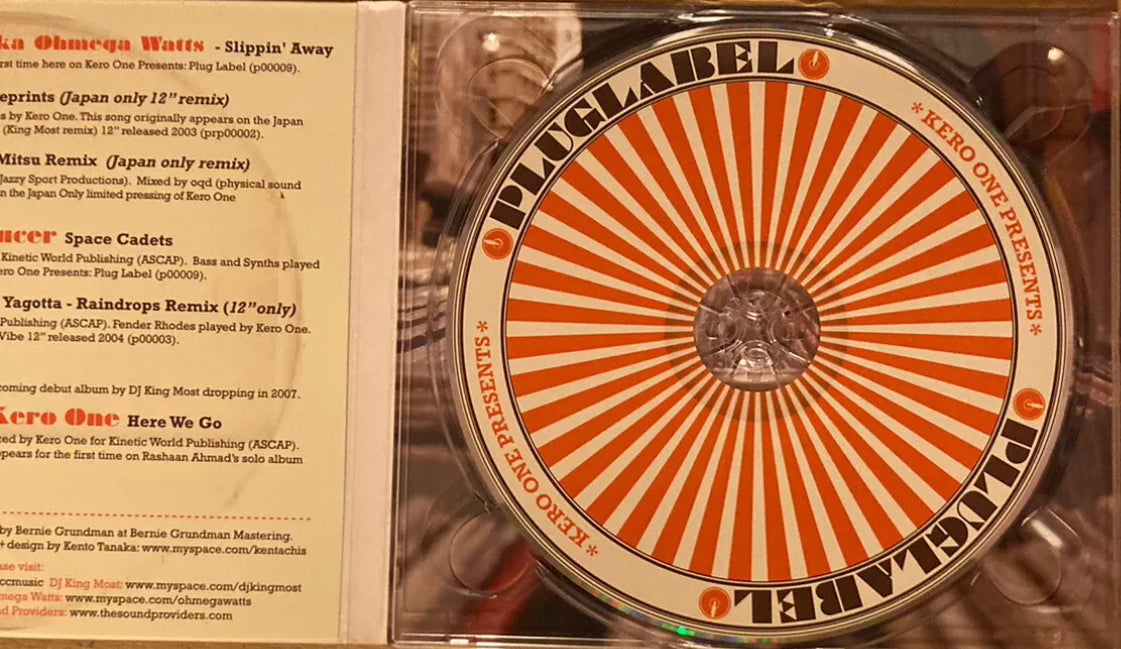 ka Ohmega Watts - Slippin' Away
rst time here on Kero One Presents: Plug Label (p00009).
eprints (Japan only 12" remix)
s by Kero One. This song originally appears on the Japan
(King Most remix) 12" released 2003 (prp00002).
Mitsu Remix (Japan only remix)
Jazzy Sport Productions). Mixed by oqd (physical sound
n the Japan Only limited pressing of Kero One
ucer Space Cadets
Kinetic World Publishing (ASCAP). Bass and Synths played
ero One Presents: Plug Label (p00009).
Yagotta - Raindrops Remix (12" only)
Publishing (ASCAP). Fender Rhodes played by Kero One.
Vibe 12" released 2004 (p00003).
coming debut album by DJ King Most dropping in 2007.
Kero One Here We Go
ced by Kero One for Kinetic World Publishing (ASCAP).
pears for the first time on Rashaan Ahmad's solo album
by Bernie Grundman at Bernie Grundman Mastering.
+ design by Kento Tanaka: www.myspace.com/kentachis
ase visit:
ccmusic DJ King Most: www.myspace.com/djkingmost
mega Watts: www.myspace.com/ohmegawatts
d Providers: www.thesoundproviders.com
PLUGLABEL
*KERO ONE PRESENTS*
PLUGLABEL
*KERO ONE PRESENTS*